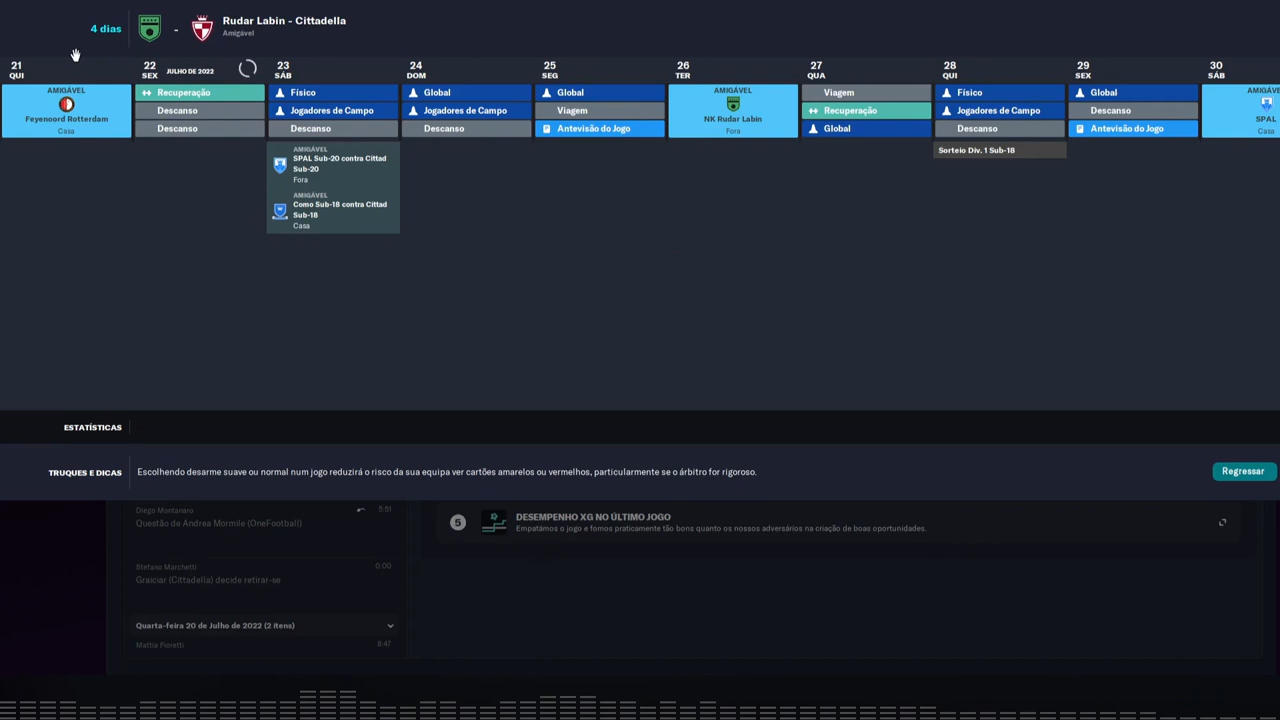 4 dias
Rudar Labin - Cittadella
Amigável
21
QUI
22
SEX
JULHO DE 2022
23
SÁB
24
DOM
25
SEG
26
TER
27
QUA
28
QUI
29
SEX
30
SÁB
AMIGÁVEL
Feyenoord Rotterdam
Casa
Recuperação
Descanso
Descanso
Físico
Jogadores de Campo
Descanso
AMIGÁVEL
SPAL Sub-20 contra Cittad
Sub-20
Fora
AMIGÁVEL
Como Sub-18 contra Cittad
Sub-18
Casa
Global
Jogadores de Campo
Descanso
Global
Viagem
Antevisão do Jogo
AMIGÁVEL
NK Rudar Labin
Fora
Viagem
Recuperação
Global
Físico
Jogadores de Campo
Descanso
Sorteio Div. 1 Sub-18
Global
Descanso
Antevisão do Jogo
AMIGÁVE
SPAL
Casa
ESTATÍSTICAS
TRUQUES E DICAS
Escolhendo desarme suave ou normal num jogo reduzirá o risco da sua equipa ver cartões amarelos ou vermelhos, particularmente se o árbitro for rigoroso.
Regressar
Diego Montanaro
5:51
Questão de Andrea Mormile (OneFootball)
Stefano Marchetti
0:00
Graiciar (Cittadella) decide retirar-se
Quarta-feira 20 de Julho de 2022 (2 itens)
Mattia Fioretti
8:47
5
DESEMPENHO XG NO ÚLTIMO JOGO
Empatámos o jogo e fomos praticamente tão bons quanto os nossos adversários na criação de boas oportunidades.